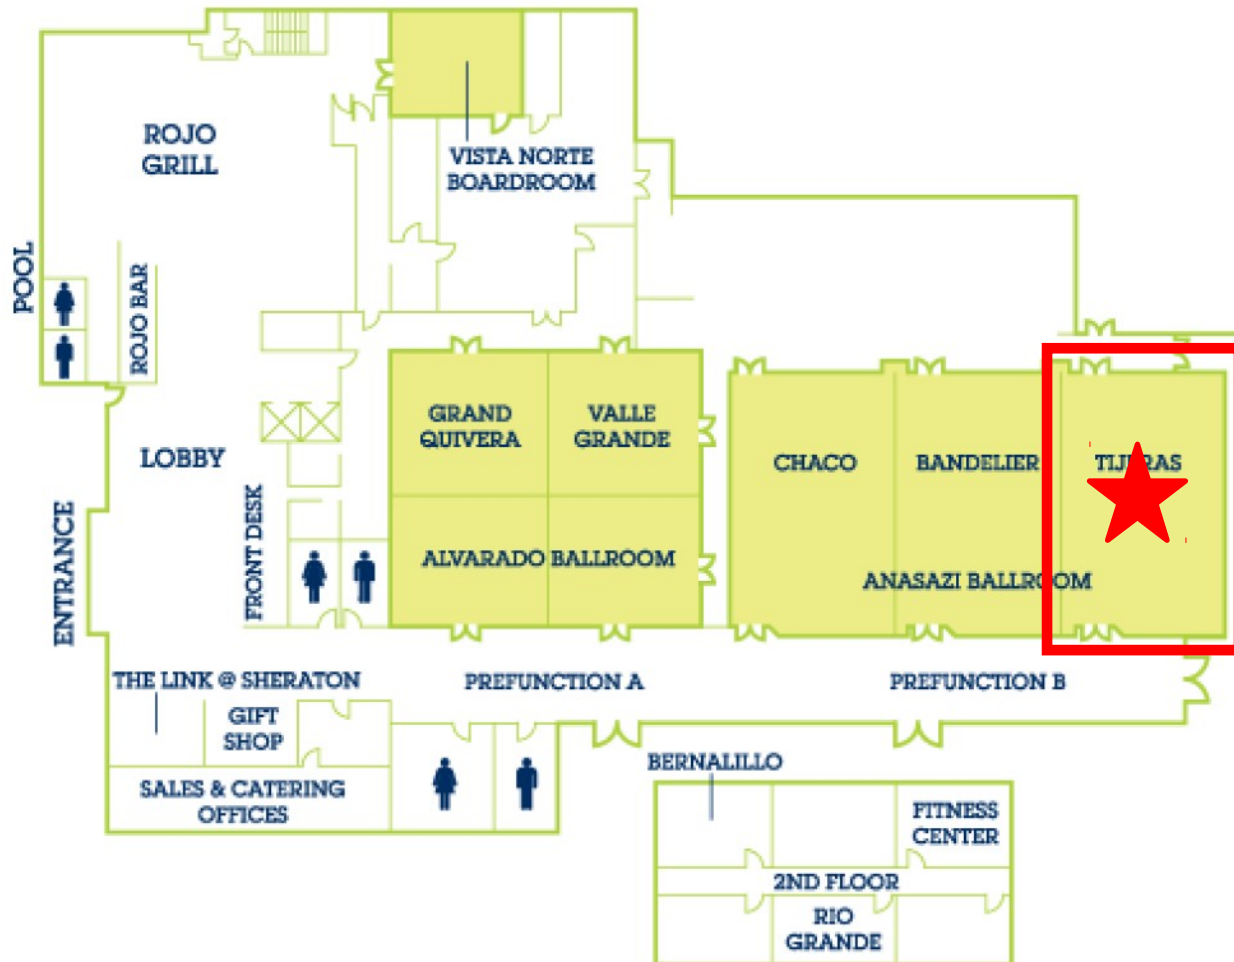 ROJO
GRILL
VISTA NORTE
BOARDROOM
POOL
ROJO BAR
GRAND
QUIVERA
VALLE
GRANDE
CHACO
BANDELIER
TIJERAS
LOBBY
ENTRANCE
FRONT DESK
ALVARADO BALLROOM
ANASAZI BALLROOM
THE LINK @ SHERATON
PREFUNCTION A
PREFUNCTION B
GIFT
SHOP
SALES & CATERING
OFFICES
BERNALILLO
FITNESS
CENTER
2ND FLOOR
RIO
GRANDE